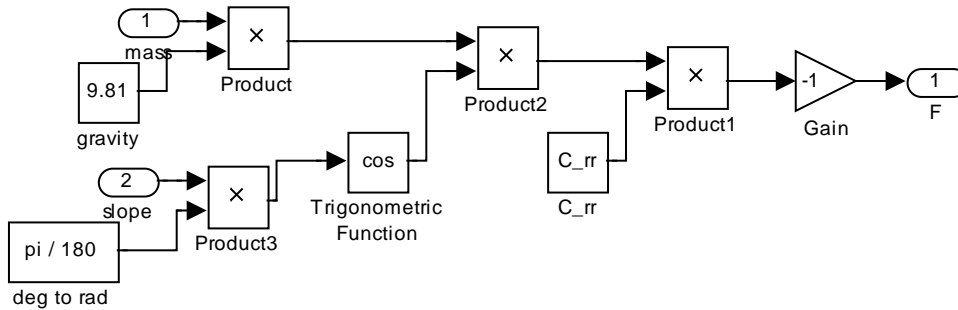 1
mass
×
Product
9.81
gravity
×
Product2
×
Product1
-1
Gain
1
F
cos
Trigonometric
Function
C_rr
C_rr
2
slope
×
Product3
pi / 180
deg to rad